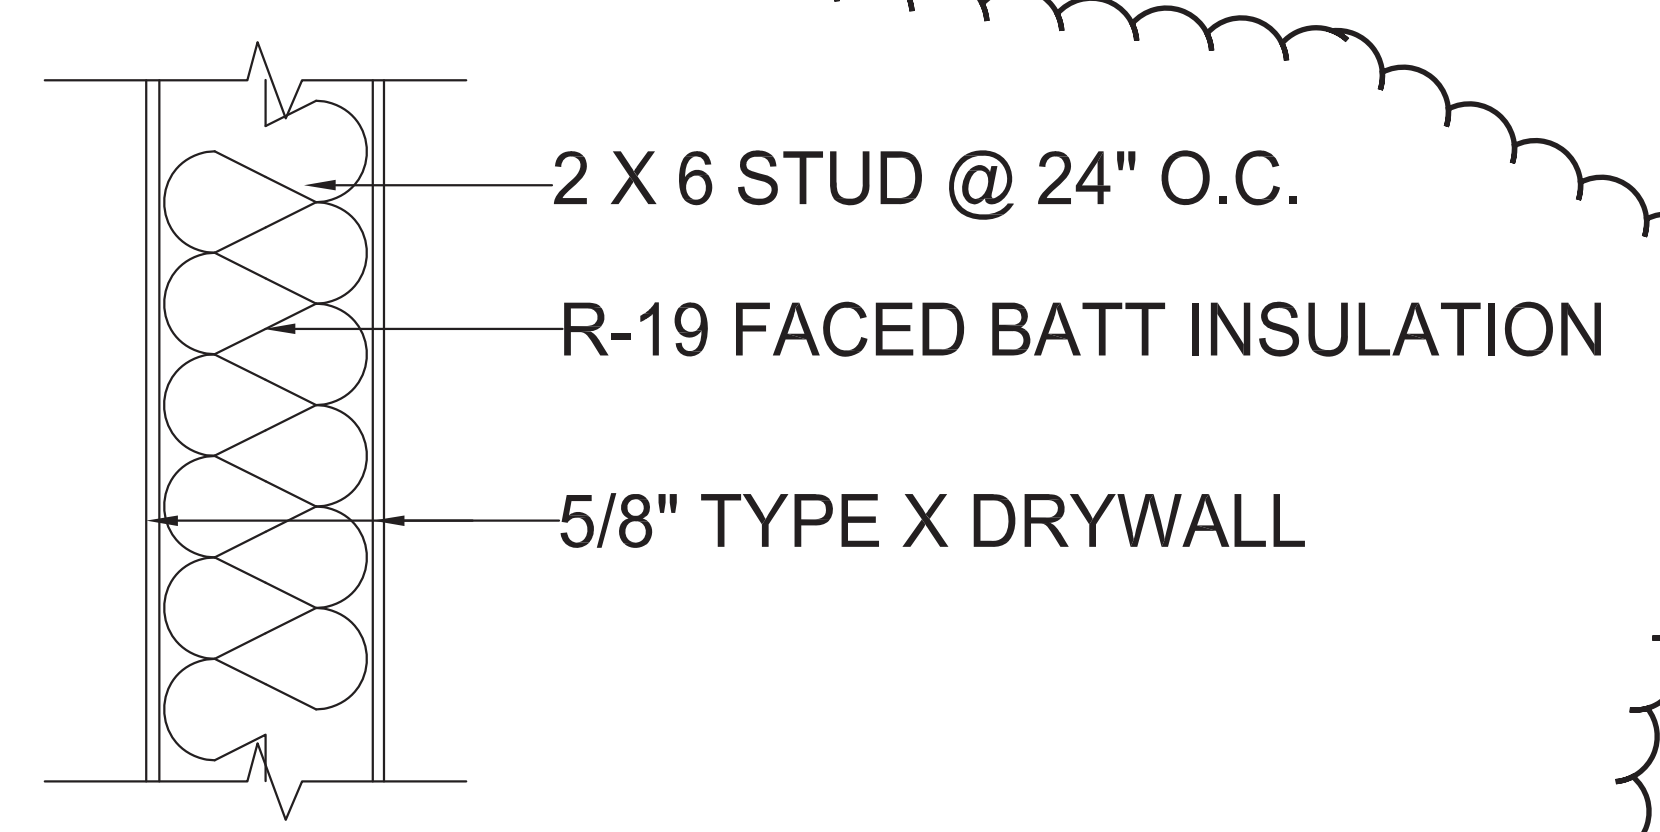 2 X 6 STUD @ 24" O.C.
R-19 FACED BATT INSULATION
5/8" TYPE X DRYWALL